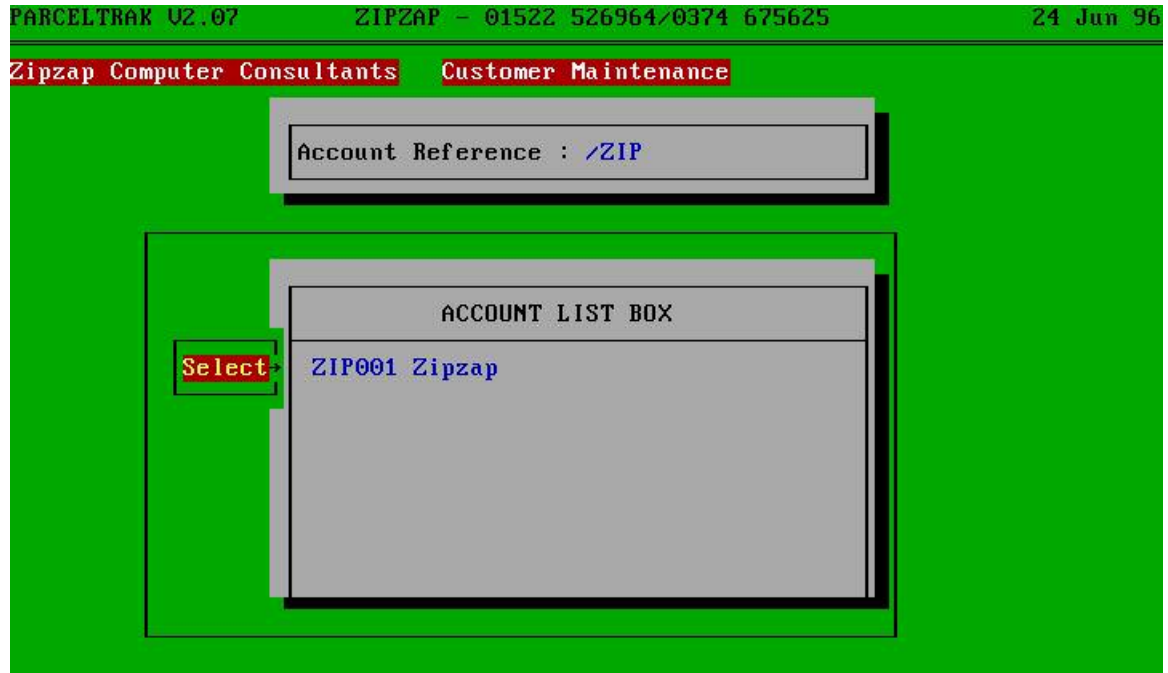 PARCELTRAK V2.07 ZIPZAP - 01522 526964/0374 675625 24 Jun 96
Zipzap Computer Consultants Customer Maintenance
Account Reference : /ZIP
ACCOUNT LIST BOX
Select→ ZIP001 Zipzap